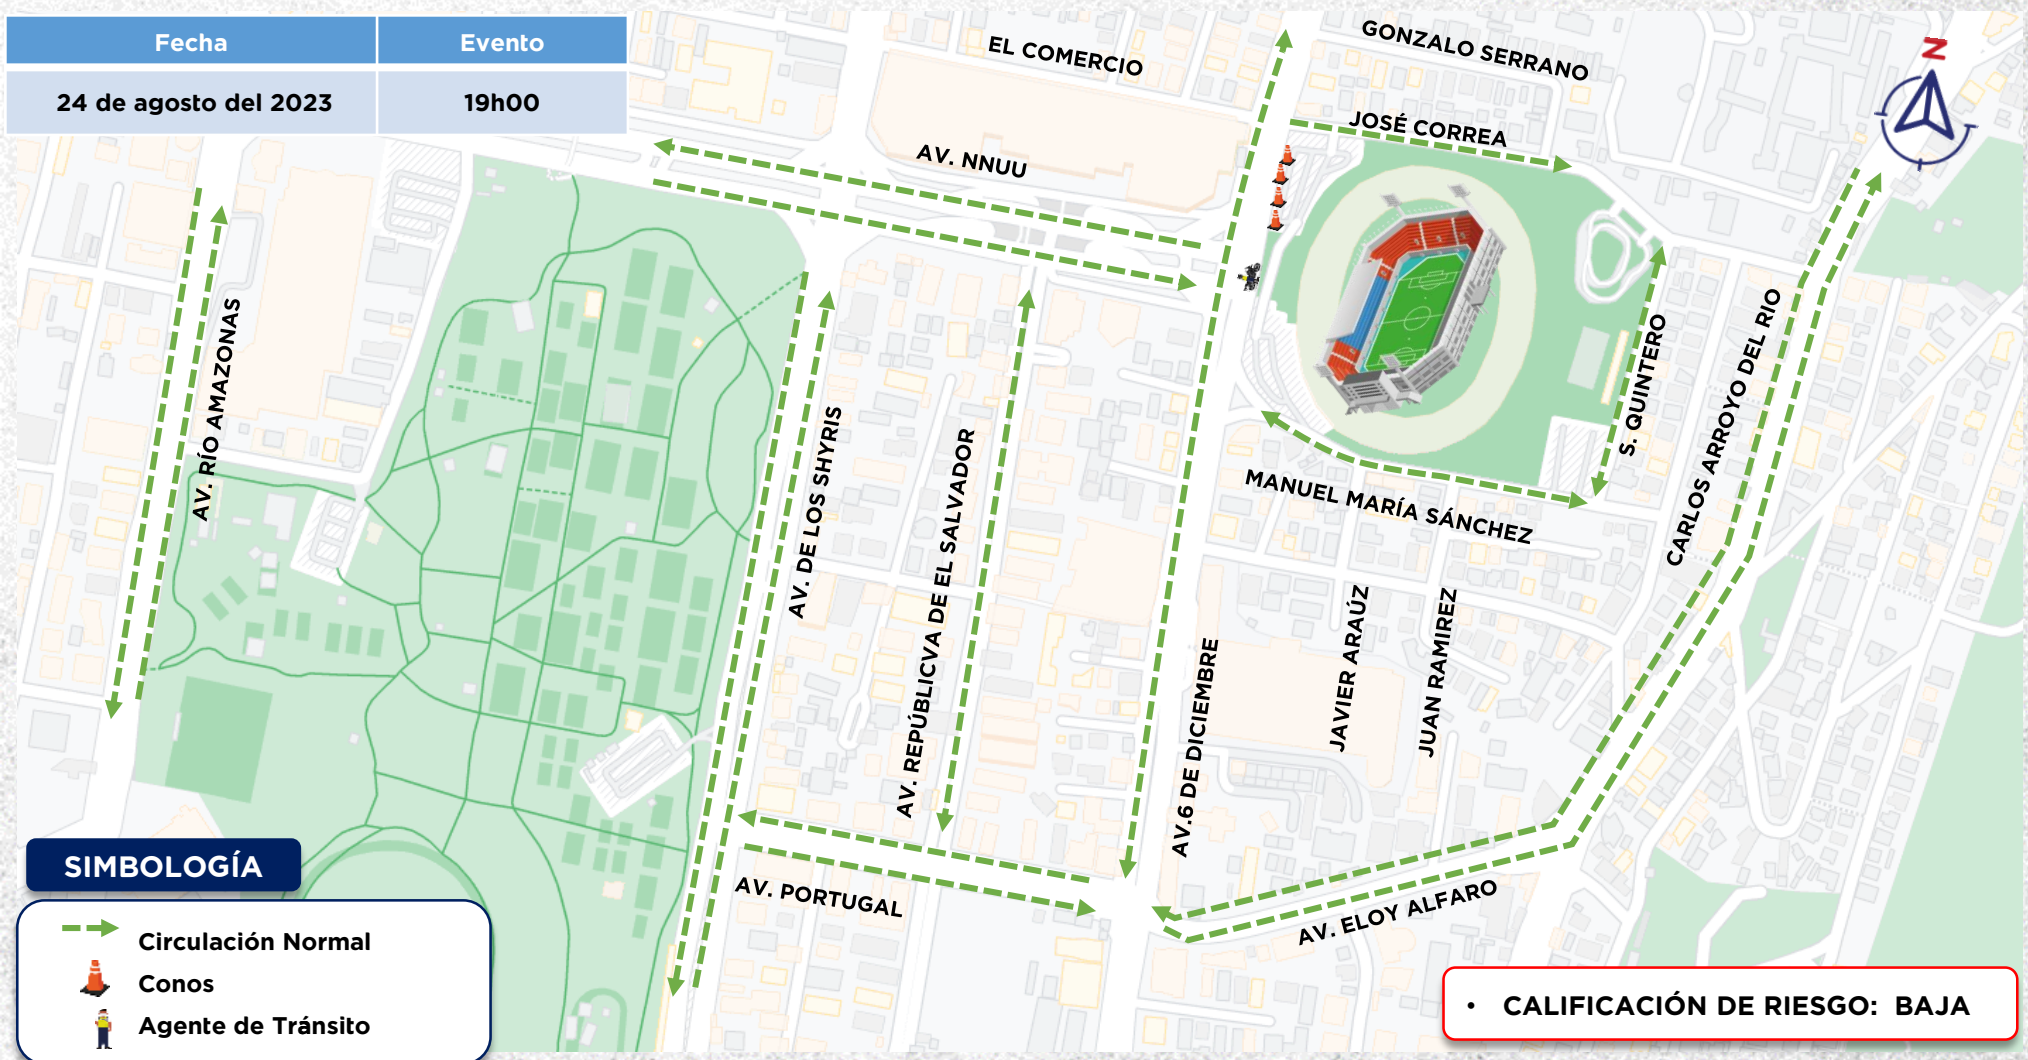 Fecha
Evento
24 de agosto del 2023
19h00
EL COMERCIO
GONZALO SERRANO
N
JOSÉ CORREA
AV. NNUU
AV. RÍO AMAZONAS
AV. DE LOS SHYRIS
AV. REPÚBLICVA DE EL SALVADOR
S. QUINTERO
CARLOS ARROYO DEL RIO
MANUEL MARÍA SÁNCHEZ
JAVIER ARAÚZ
JUAN RAMIREZ
AV.6 DE DICIEMBRE
AV. PORTUGAL
AV. ELOY ALFARO
SIMBOLOGÍA
Circulación Normal
Conos
Agente de Tránsito
• CALIFICACIÓN DE RIESGO: BAJA